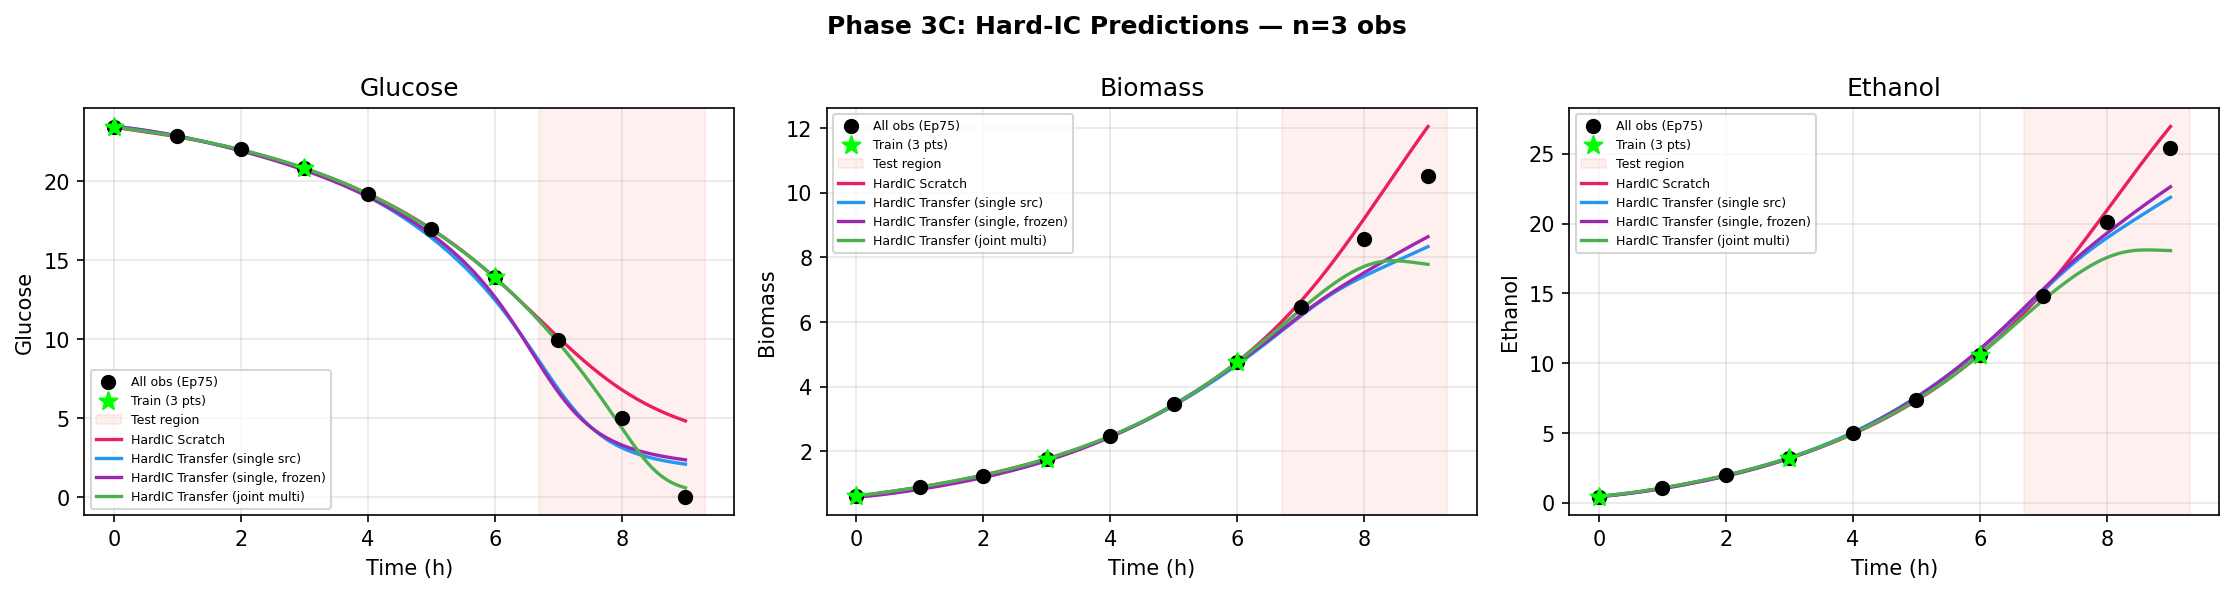 Phase 3C: Hard-IC Predictions — n=3 obs
Glucose
Glucose
20
15
10
5
0
All obs (Ep75)
Train (3 pts)
Test region
HardIC Scratch
HardIC Transfer (single src)
HardIC Transfer (single, frozen)
HardIC Transfer (joint multi)
0 2 4 6 8
Time (h)
Biomass
Biomass
12
10
8
6
4
2
All obs (Ep75)
Train (3 pts)
Test region
HardIC Scratch
HardIC Transfer (single src)
HardIC Transfer (single, frozen)
HardIC Transfer (joint multi)
0 2 4 6 8
Time (h)
Ethanol
Ethanol
25
20
15
10
5
0
All obs (Ep75)
Train (3 pts)
Test region
HardIC Scratch
HardIC Transfer (single src)
HardIC Transfer (single, frozen)
HardIC Transfer (joint multi)
0 2 4 6 8
Time (h)